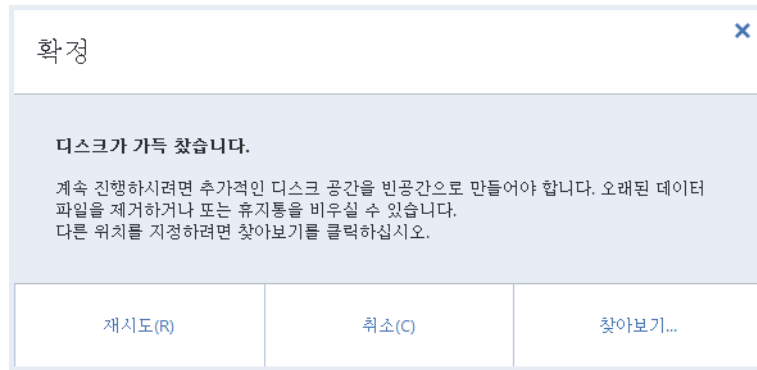 확정
디스크가 가득 찼습니다.
계속 진행하시려면 추가적인 디스크 공간을 빈공간으로 만들어야 합니다. 오래된 데이터
파일을 제거하거나 또는 휴지통을 비우실 수 있습니다.
다른 위치를 지정하려면 찾아보기를 클릭하십시오.
재시도(R)
취소(C)
찾아보기...